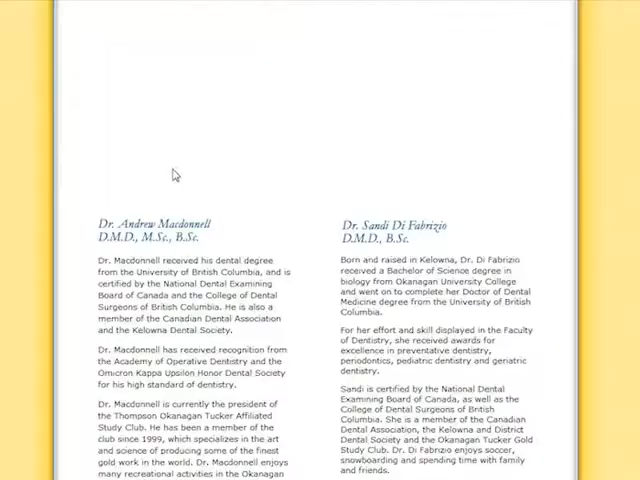 Dr. Andrew Macdonnell
D.M.D., M.Sc., B.Sc.
Dr. Macdonnell received his dental degree
from the University of British Columbia, and is
certified by the National Dental Examining
Board of Canada and the College of Dental
Surgeons of British Columbia. He is also a
member of the Canadian Dental Association
and the Kelowna Dental Society.
Dr. Macdonnell has received recognition from
the Academy of Operative Dentistry and the
Omicron Kappa Upsilon Honor Dental Society
for his high standard of dentistry.
Dr. Macdonnell is currently the president of
the Thompson Okanagan Tucker Affiliated
Study Club. He has been a member of the
club since 1999, which specializes in the art
and science of producing some of the finest
gold work in the world. Dr. Macdonnell enjoys
many recreational activities in the Okanagan
Dr. Sandi Di Fabrizio
D.M.D., B.Sc.
Born and raised in Kelowna, Dr. Di Fabrizio
received a Bachelor of Science degree in
biology from Okanagan University College
and went on to complete her Doctor of Dental
Medicine degree from the University of British
Columbia.
For her effort and skill displayed in the Faculty
of Dentistry, she received awards for
excellence in preventative dentistry,
periodontics, pediatric dentistry and geriatric
dentistry.
Sandi is certified by the National Dental
Examining Board of Canada, as well as the
College of Dental Surgeons of British
Columbia. She is a member of the Canadian
Dental Association, the Kelowna and District
Dental Society and the Okanagan Tucker Gold
Study Club. Dr. Di Fabrizio enjoys soccer,
snowboarding and spending time with family
and friends.